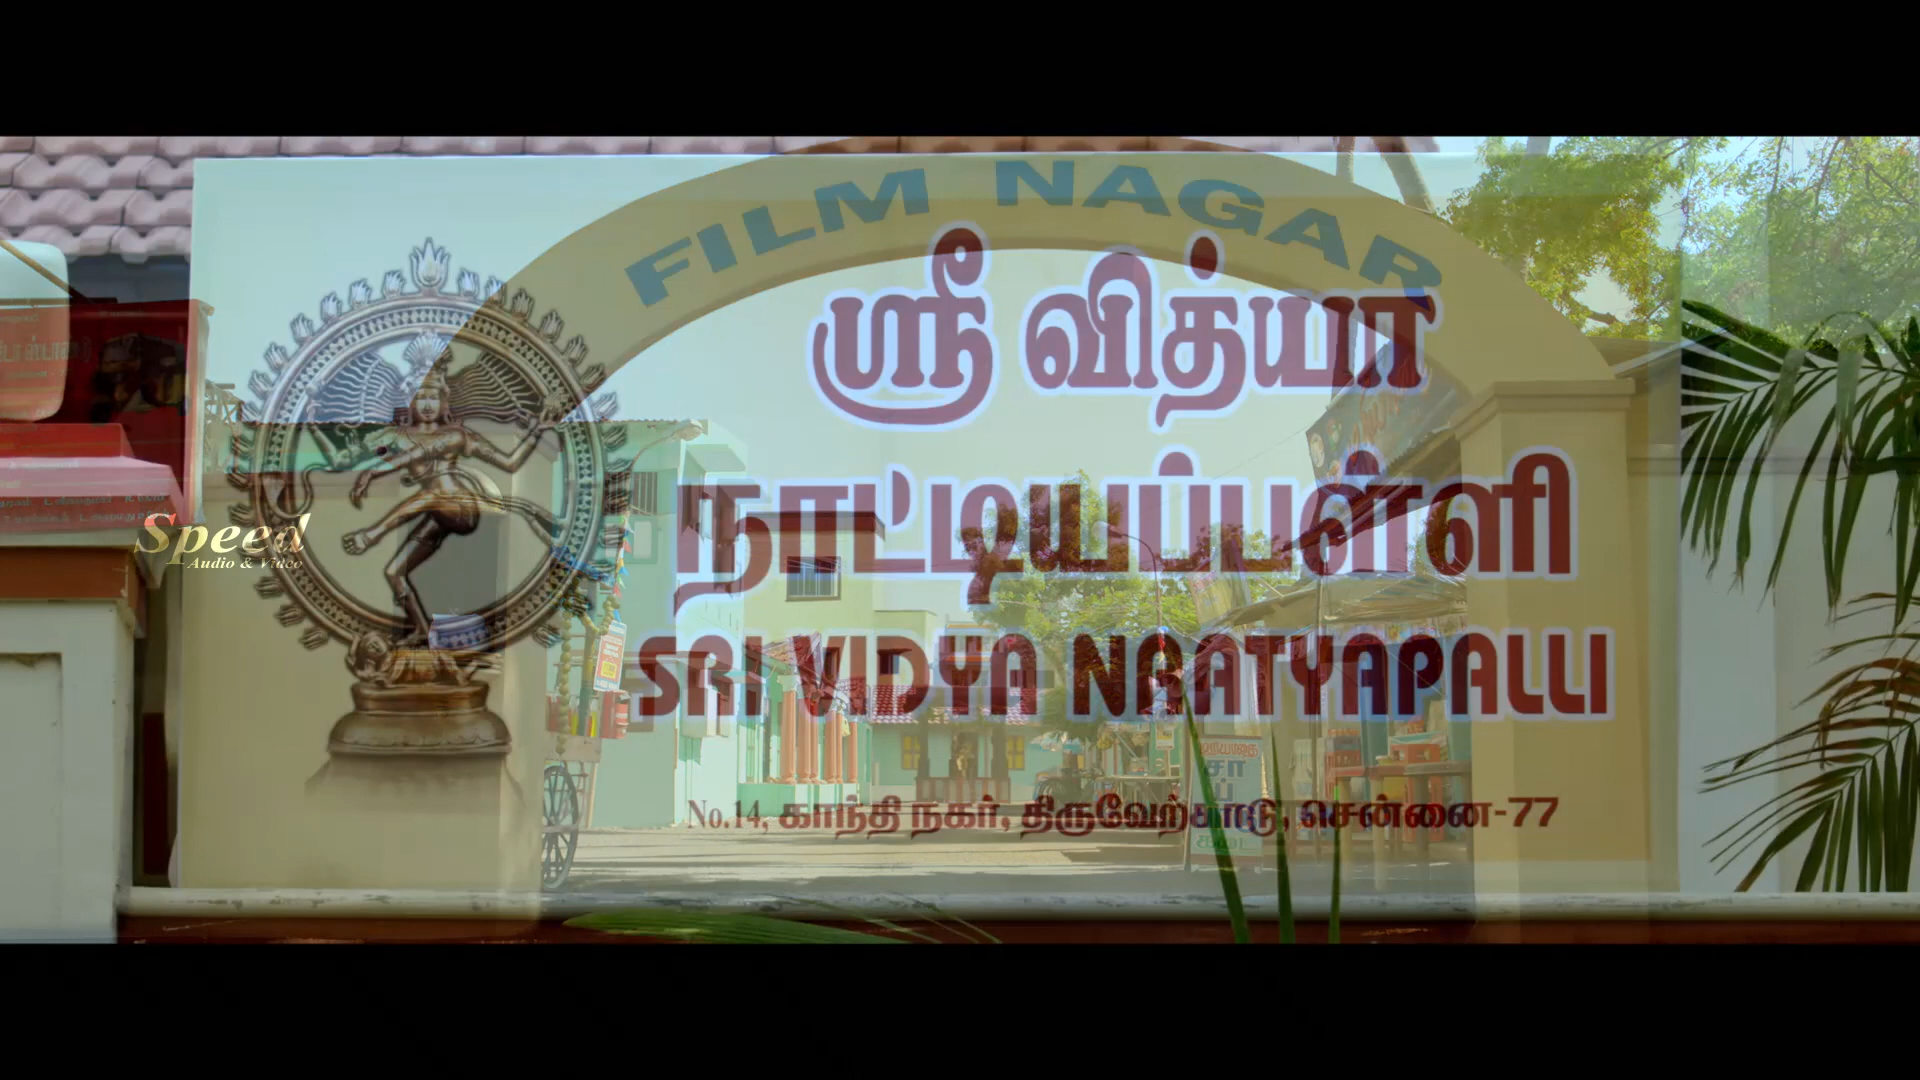 FILM NAGAR
ஸ்ரீ வித்யா
நாட்டியப்பள்ளி
SRI VIDYA NAATYAPALLI
No.14, காந்தி நகர், திருவேற்காடு, சென்னை-77
Speed
Audio & Video